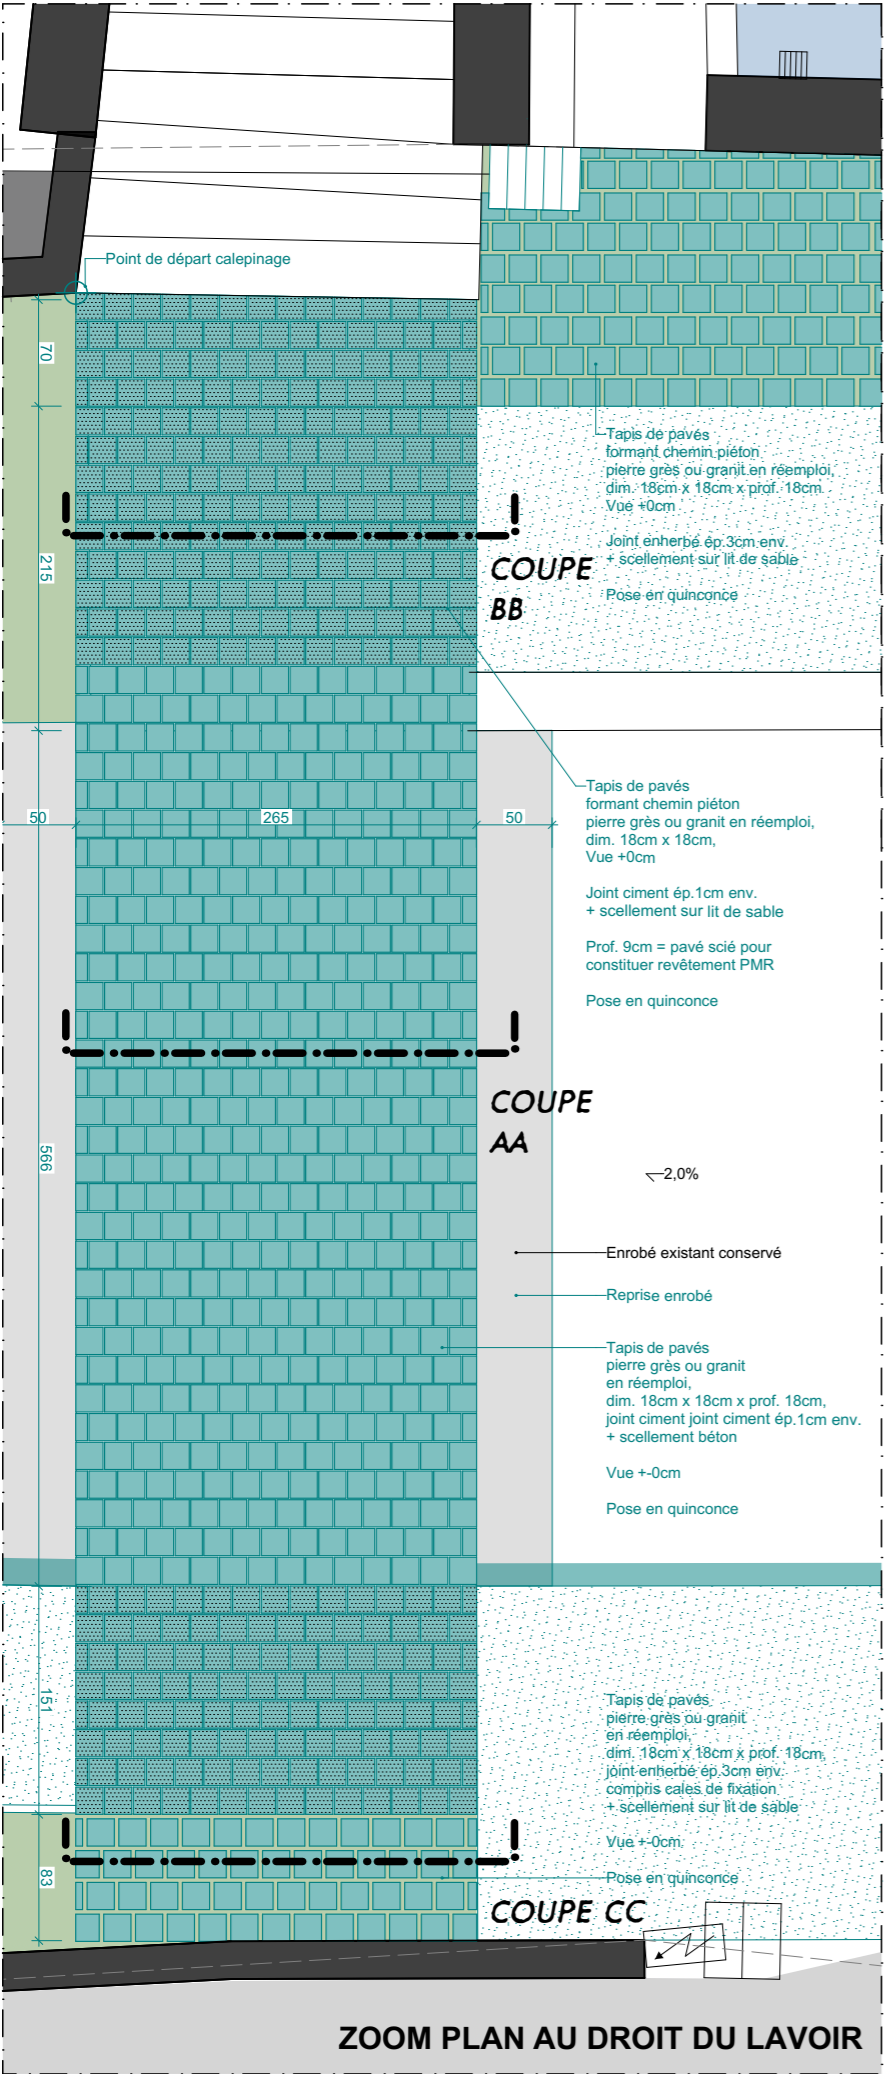 Point de départ calepinage
70
Tapis de pavés
formant chemin piéton
pierre grès ou granit en réemploi,
dim. 18cm x 18cm x prof. 18cm
Vue +0cm
Joint enherbé ép.3cm env.
+ scellement sur lit de sable
Pose en quinconce
215
COUPE
BB
Tapis de pavés
formant chemin piéton
pierre grès ou granit en réemploi,
dim. 18cm x 18cm,
Vue +0cm
Joint ciment ép.1cm env.
+ scellement sur lit de sable
Prof. 9cm = pavé scié pour
constituer revêtement PMR
Pose en quinconce
50
265
50
COUPE
AA
566
2,0%
Enrobé existant conservé
Reprise enrobé
Tapis de pavés
pierre grès ou granit
en réemploi,
dim. 18cm x 18cm x prof. 18cm,
joint ciment joint ciment ép.1cm env.
+ scellement béton
Vue +-0cm
Pose en quinconce
151
Tapis de pavés
pierre grès ou granit
en réemploi,
dim. 18cm x 18cm x prof. 18cm,
joint enherbé ép.3cm env.
compris cales de fixation
+ scellement sur lit de sable
Vue +-0cm
Pose en quinconce
83
COUPE CC
ZOOM PLAN AU DROIT DU LAVOIR